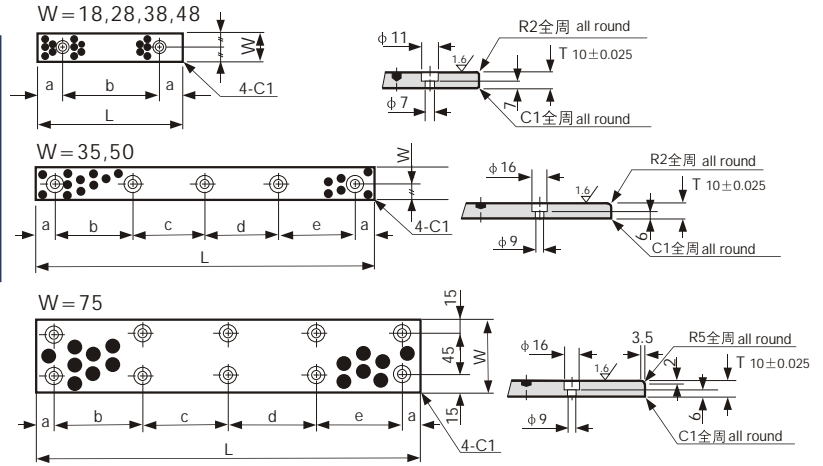 W=18,28,38,48
W
a
b
a
4-C1
L
φ11
R2全周 all round
1.6
T 10±0.025
φ7
7
C1全周 all round
W=35,50
W
a
b
c
d
e
a
4-C1
L
φ16
R2全周 all round
1.6
T 10±0.025
φ9
6
C1全周 all round
W=75
15
45
W
15
a
b
c
d
e
a
4-C1
L
φ16
3.5
R5全周 all round
1.6
2
T 10±0.025
φ9
6
C1全周 all round